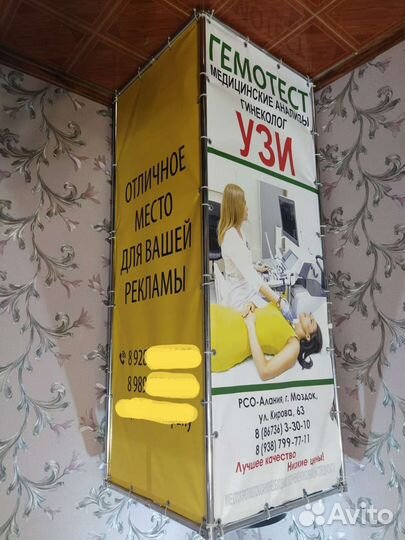 ОТЛИЧНОЕ
МЕСТО
ДЛЯ ВАШЕЙ
РЕКЛАМЫ
8 920
8 989
ГЕМОТЕСТ
МЕДИЦИНСКИЕ АНАЛИЗЫ
ГИНЕКОЛОГ
УЗИ
РСО-Алания, г. Моздок,
ул. Кирова, 63
8 (86736) 3-30-10
8 (938) 799-77-11
Лучшее качество
Низкие цены!
Avito